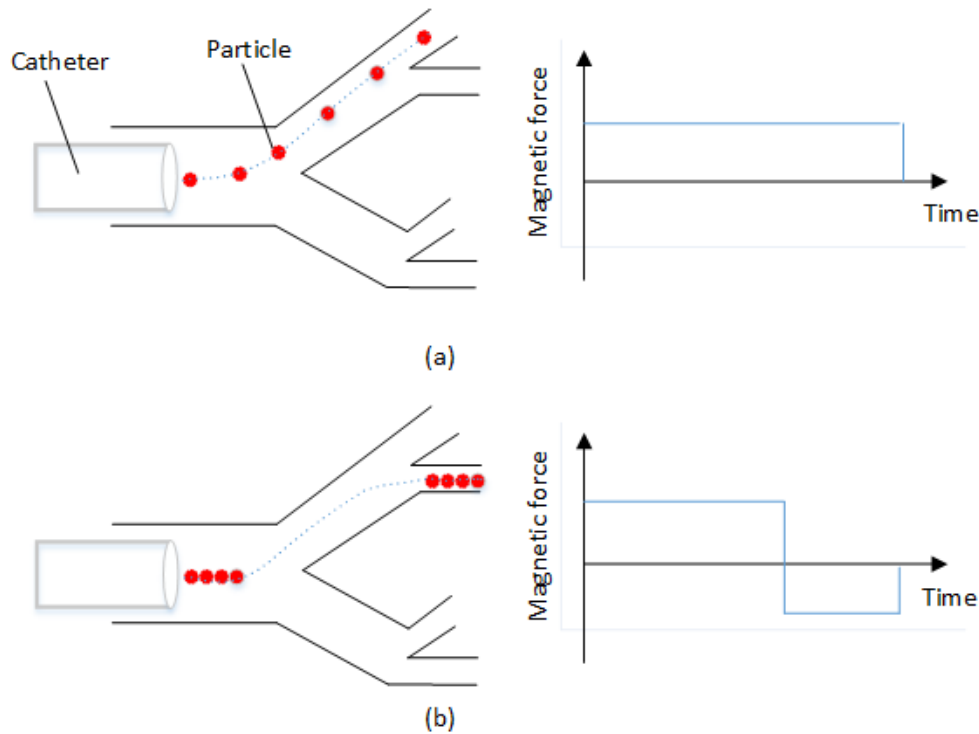 Catheter
Particle
Magnetic force
Time
(a)
Magnetic force
Time
(b)